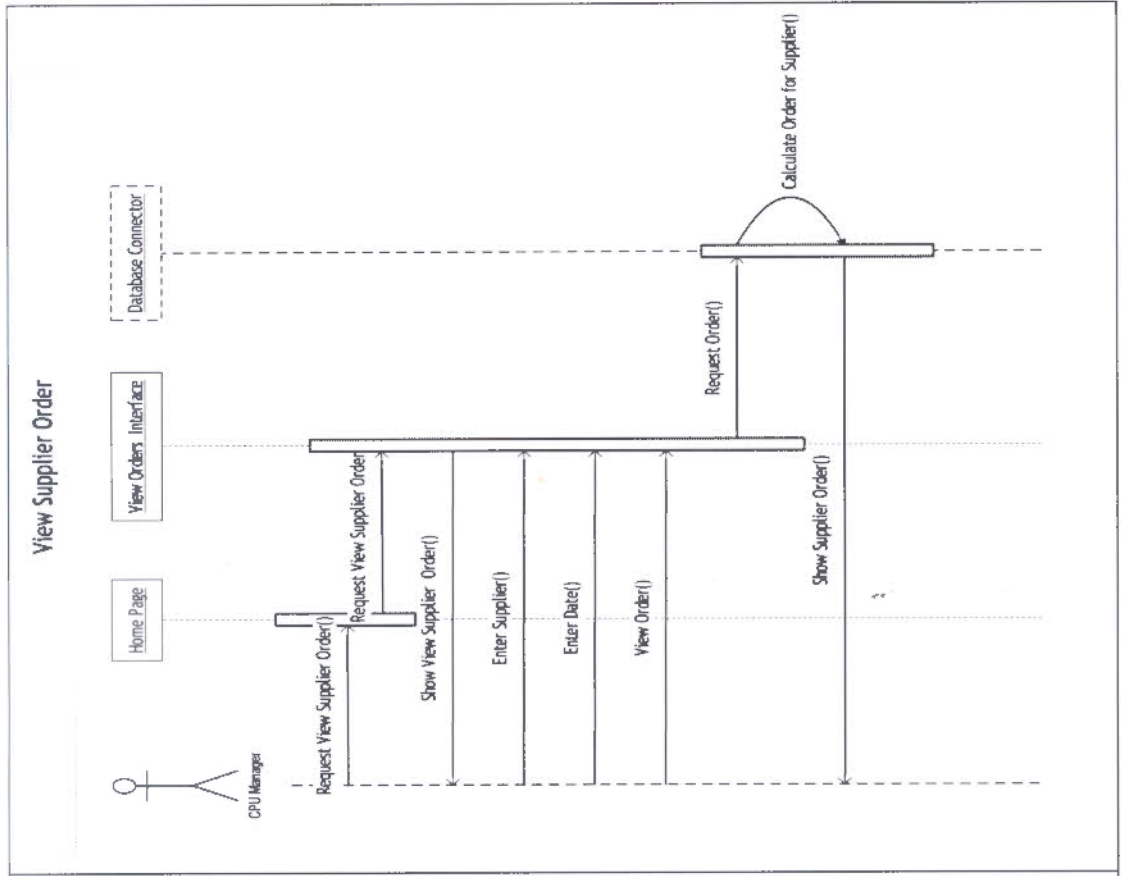 View Supplier Order
CPU Manager
Home Page
View Orders Interface
Database Connector
Request View Supplier Order()
Request View Supplier Order
Show View Supplier Order()
Enter Supplier()
Enter Date()
View Order()
Request Order()
Calculate Order for Supplier()
Show Supplier Order()